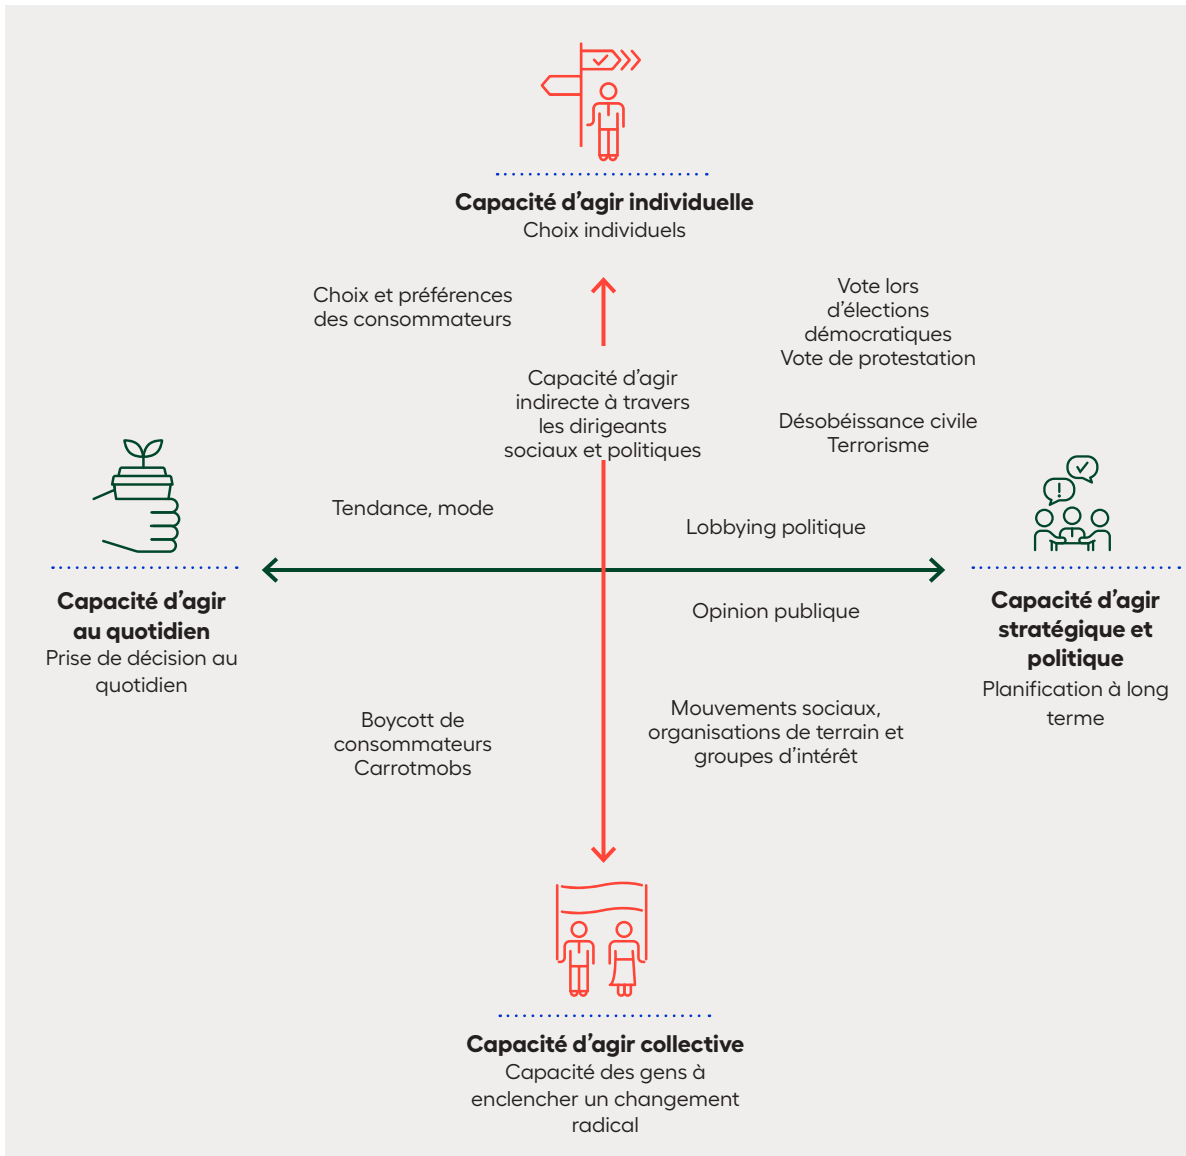 Capacité d’agir individuelle
Choix individuels
Choix et préférences
des consommateurs
Vote lors
d’élections
démocratiques
Vote de protestation
Capacité d’agir
indirecte à travers
les dirigeants
sociaux et politiques
Désobéissance civile
Terrorisme
Tendance, mode
Lobbying politique
Capacité d’agir
au quotidien
Prise de décision au
quotidien
Opinion publique
Capacité d’agir
stratégique et
politique
Planification à long
terme
Boycott de
consommateurs
Carrotmobs
Mouvements sociaux,
organisations de terrain et
groupes d’intérêt
Capacité d’agir collective
Capacité des gens à
enclencher un changement
radical